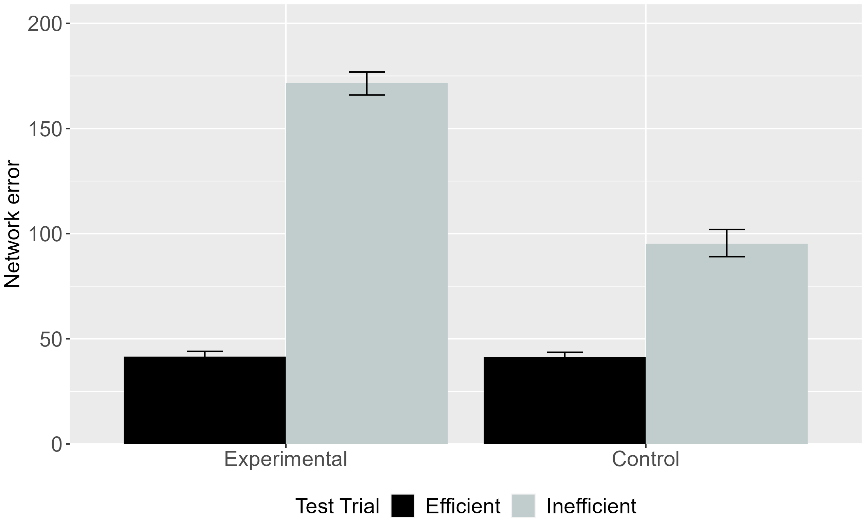 Network error
200
150
100
50
0
Experimental Control
Test Trial Efficient Inefficient